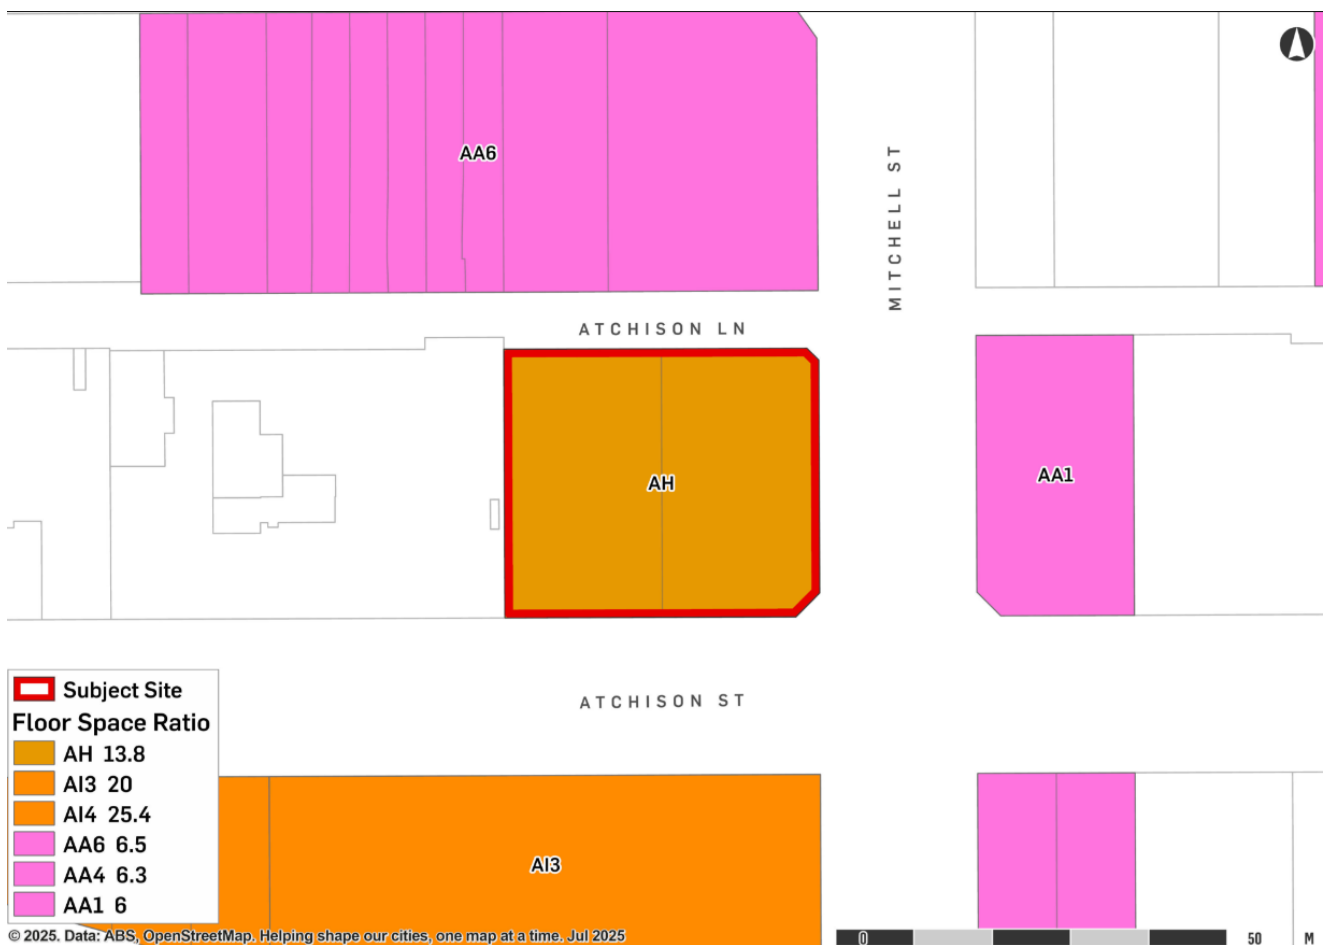 AA6
MITCHELL ST
ATCHISON LN
AH
AA1
ATCHISON ST
Subject Site
Floor Space Ratio
AH 13.8
AI3 20
AI4 25.4
AA6 6.5
AA4 6.3
AA1 6
AI3
© 2025. Data: ABS, OpenStreetMap. Helping shape our cities, one map at a time. Jul 2025
0 50 M